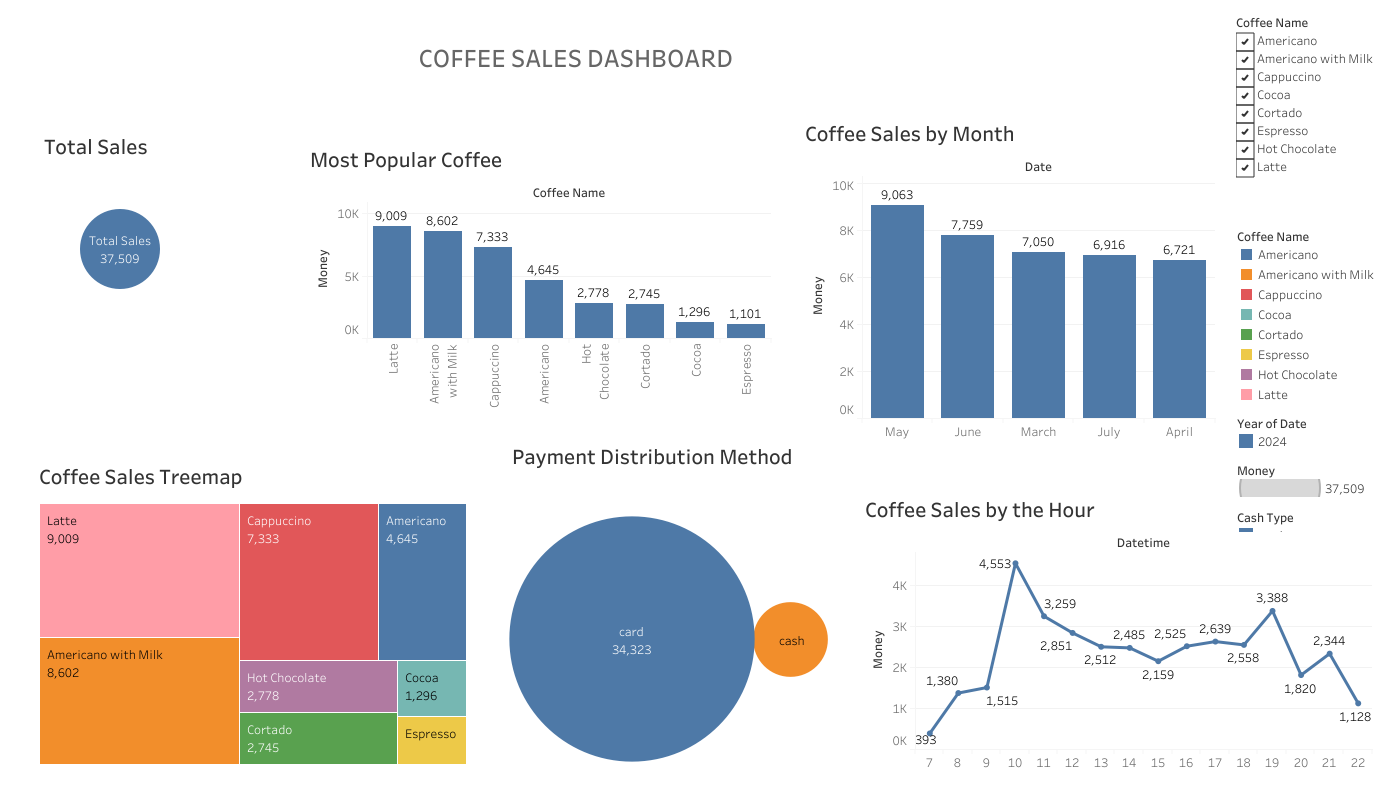 COFFEE SALES DASHBOARD
Total Sales
Total Sales
37,509
Most Popular Coffee
Coffee Name
Money
10K
5K
0K
9,009
8,602
7,333
4,645
2,778
2,745
1,296
1,101
Latte
Americano
with Milk
Cappuccino
Americano
Hot
Chocolate
Cortado
Cocoa
Espresso
Coffee Sales by Month
Date
Money
10K
8K
6K
4K
2K
0K
9,063
7,759
7,050
6,916
6,721
May
June
March
July
April
Coffee Name
Americano
Americano with Milk
Cappuccino
Cocoa
Cortado
Espresso
Hot Chocolate
Latte
Coffee Name
Americano
Americano with Milk
Cappuccino
Cocoa
Cortado
Espresso
Hot Chocolate
Latte
Year of Date
2024
Money
37,509
Cash Type
Coffee Sales Treemap
Latte
9,009
Americano with Milk
8,602
Cappuccino
7,333
Americano
4,645
Hot Chocolate
2,778
Cortado
2,745
Cocoa
1,296
Espresso
Payment Distribution Method
card
34,323
cash
Coffee Sales by the Hour
Datetime
Money
4K
3K
2K
1K
0K
393
1,380
1,515
4,553
3,259
2,851
2,512
2,485
2,159
2,525
2,639
2,558
3,388
1,820
2,344
1,128
7 8 9 10 11 12 13 14 15 16 17 18 19 20 21 22